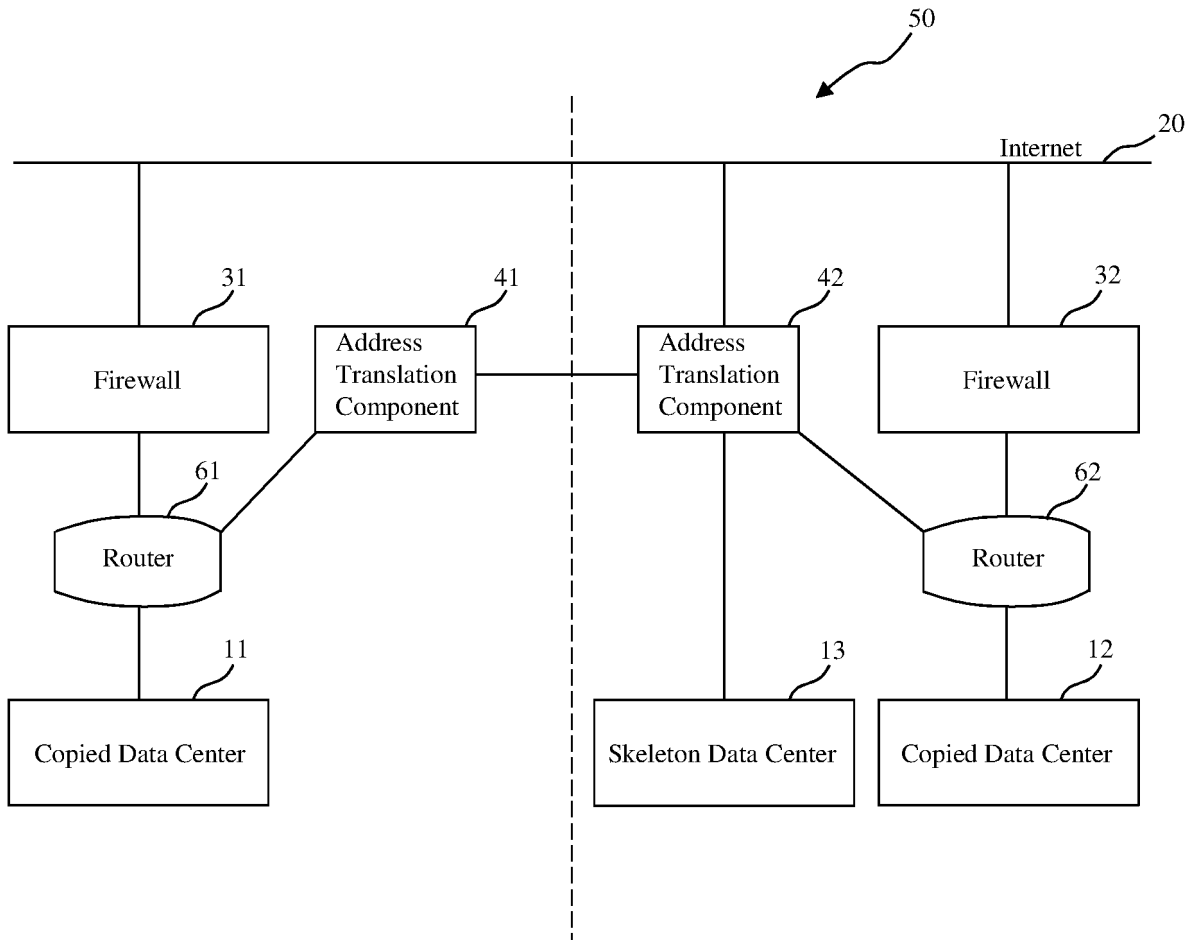 50
20
Internet
31
41
42
32
Firewall
Address
Translation
Component
Address
Translation
Component
Firewall
61
62
Router
Router
11
13
12
Copied Data Center
Skeleton Data Center
Copied Data Center